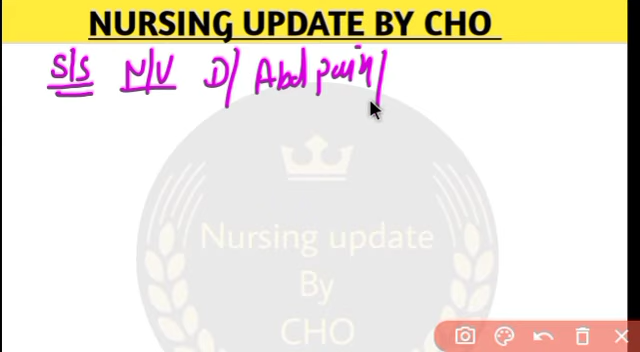 NURSING UPDATE BY CHO
S/S N/V D/ Abd pain/
Nursing update
By
CHO